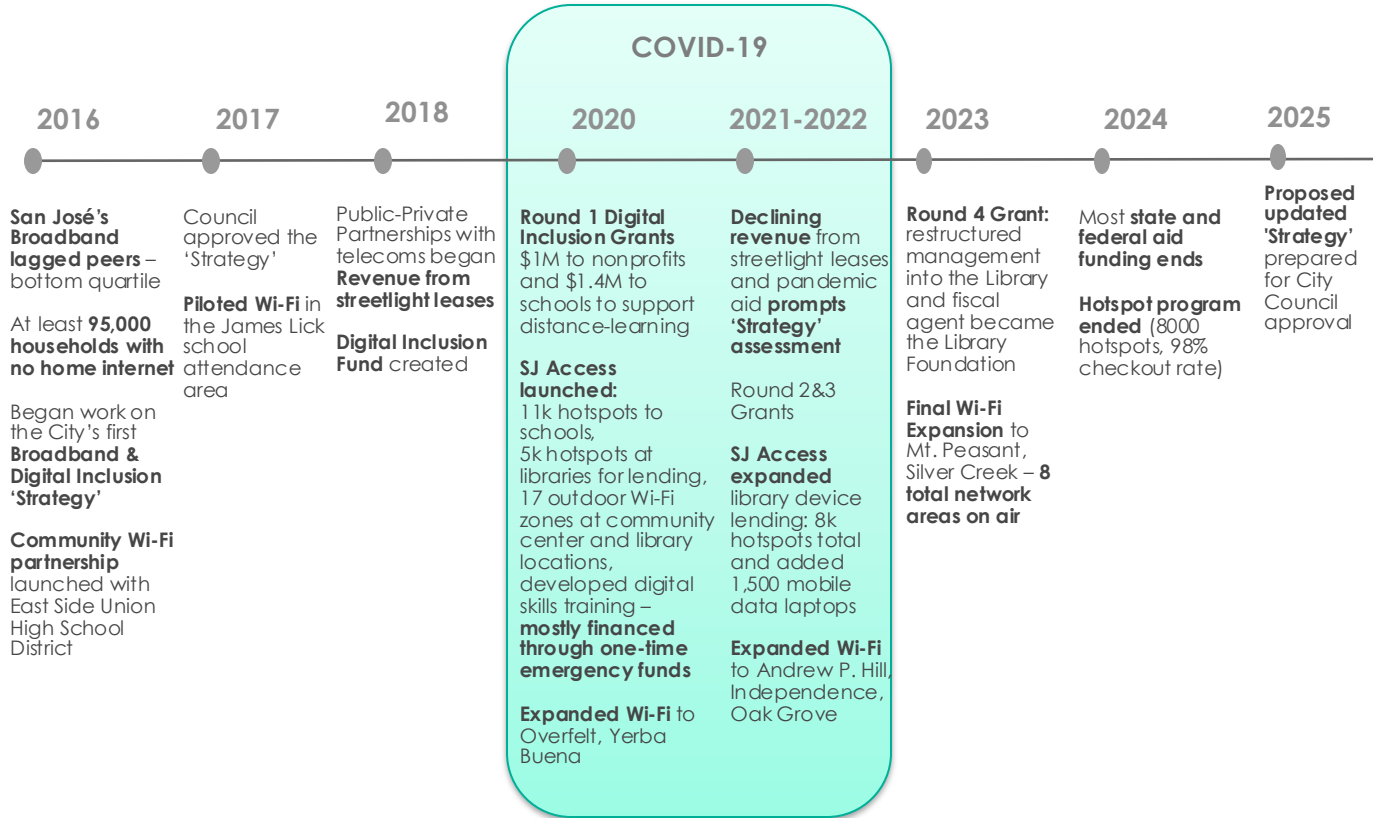 COVID-19
2016
San José's
Broadband
lagged peers –
bottom quartile
At least 95,000
households with
no home internet
Began work on
the City's first
Broadband &
Digital Inclusion
'Strategy'
Community Wi-Fi
partnership
launched with
East Side Union
High School
District
2017
Council
approved the
'Strategy'
Piloted Wi-Fi in
the James Lick
school
attendance
area
2018
Public-Private
Partnerships with
telecoms began
Revenue from
streetlight leases
Digital Inclusion
Fund created
2020
Round 1 Digital
Inclusion Grants
$1M to nonprofits
and $1.4M to
schools to support
distance-learning
SJ Access
launched:
11k hotspots to
schools,
5k hotspots at
libraries for lending,
17 outdoor Wi-Fi
zones at community
center and library
locations,
developed digital
skills training –
mostly financed
through one-time
emergency funds
Expanded Wi-Fi to
Overfelt, Yerba
Buena
2021-2022
Declining
revenue from
streetlight leases
and pandemic
aid prompts
'Strategy'
assessment
Round 2&3
Grants
SJ Access
expanded
library device
lending: 8k
hotspots total
and added
1,500 mobile
data laptops
Expanded Wi-Fi
to Andrew P. Hill,
Independence,
Oak Grove
2023
Round 4 Grant:
restructured
management
into the Library
and fiscal
agent became
the Library
Foundation
Final Wi-Fi
Expansion to
Mt. Peasant,
Silver Creek – 8
total network
areas on air
2024
Most state and
federal aid
funding ends
Hotspot program
ended (8000
hotspots, 98%
checkout rate)
2025
Proposed
updated
'Strategy'
prepared
for City
Council
approval